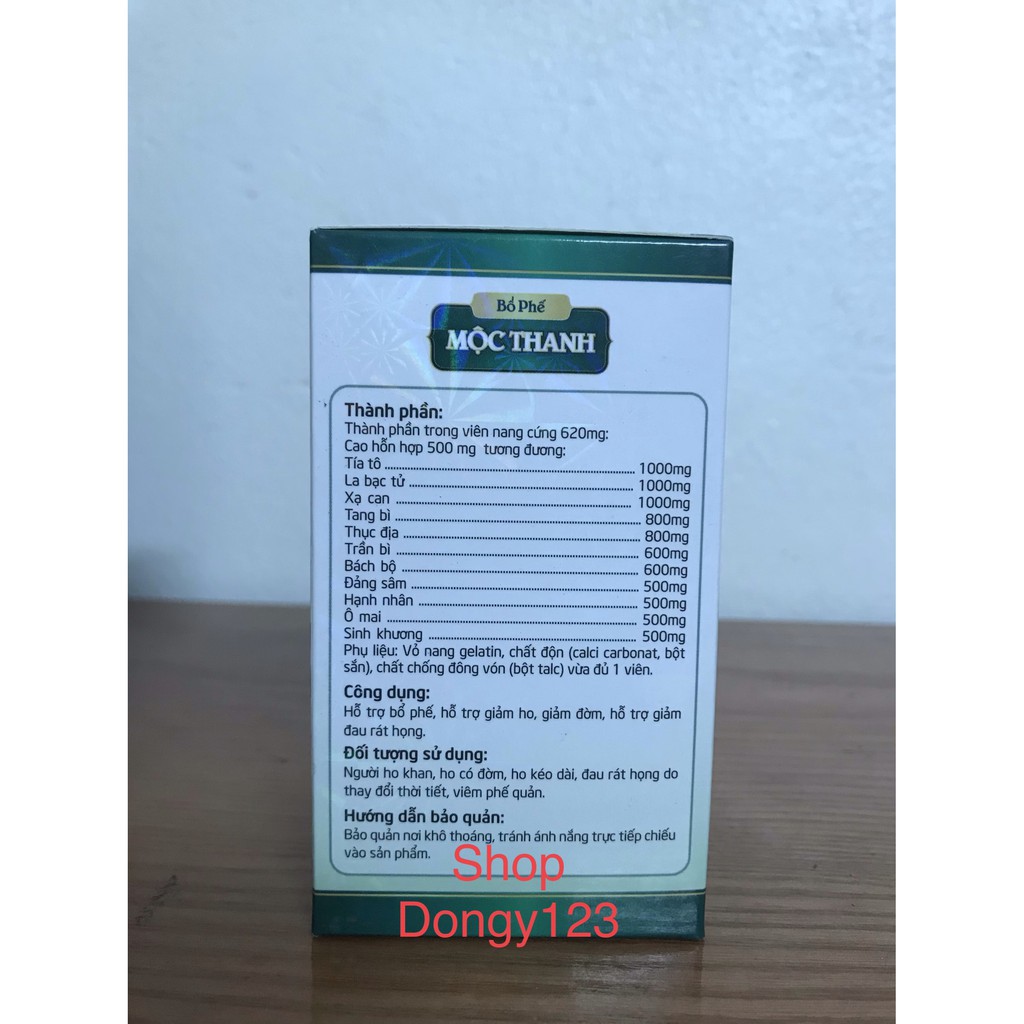 Bổ Phế
MỘC THANH
Thành phần:
Thành phần trong viên nang cứng 620mg:
Cao hỗn hợp 500 mg tương đương:
Tía tô ........ 1000mg
La bạc tử ........ 1000mg
Xạ can ........ 1000mg
Tang bì ........ 800mg
Thục địa ........ 800mg
Trần bì ........ 600mg
Bách bộ ........ 600mg
Đảng sâm ........ 500mg
Hạnh nhân ........ 500mg
Ô mai ........ 500mg
Sinh khương ........ 500mg
Phụ liệu: Vỏ nang gelatin, chất độn (calci carbonat, bột
sắn), chất chống đông vón (bột talc) vừa đủ 1 viên.
Công dụng:
Hỗ trợ bổ phế, hỗ trợ giảm ho, giảm đờm, hỗ trợ giảm
đau rát họng.
Đối tượng sử dụng:
Người ho khan, ho có đờm, ho kéo dài, đau rát họng do
thay đổi thời tiết, viêm phế quản.
Hướng dẫn bảo quản:
Bảo quản nơi khô thoáng, tránh ánh nắng trực tiếp chiếu
vào sản phẩm.
Shop
Dongy123